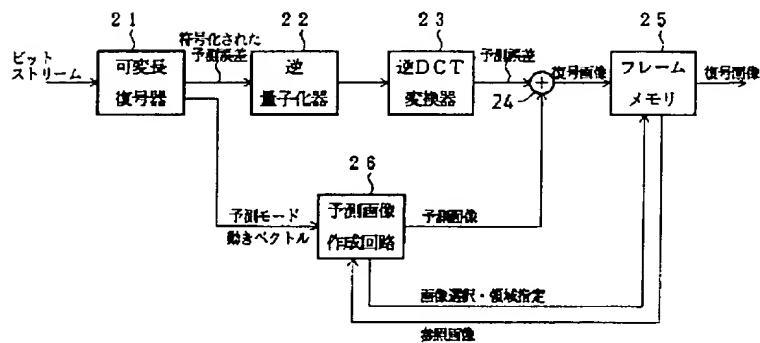 21
22
23
25
符号化された
予測誤差
予測誤差
ビット
ストリーム
可変長
復号器
逆
量子化器
逆DCT
変換器
24
復号画像
フレーム
メモリ
復号画像
26
予測モード
動きベクトル
予測画像
作成回路
予測画像
画像選択・領域指定
参照画像